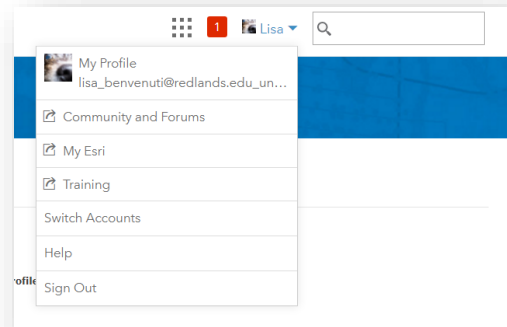 1 Lisa
My Profile
lisa_benvenuti@redlands.edu_un...
Community and Forums
My Esri
Training
Switch Accounts
Help
rofile
Sign Out